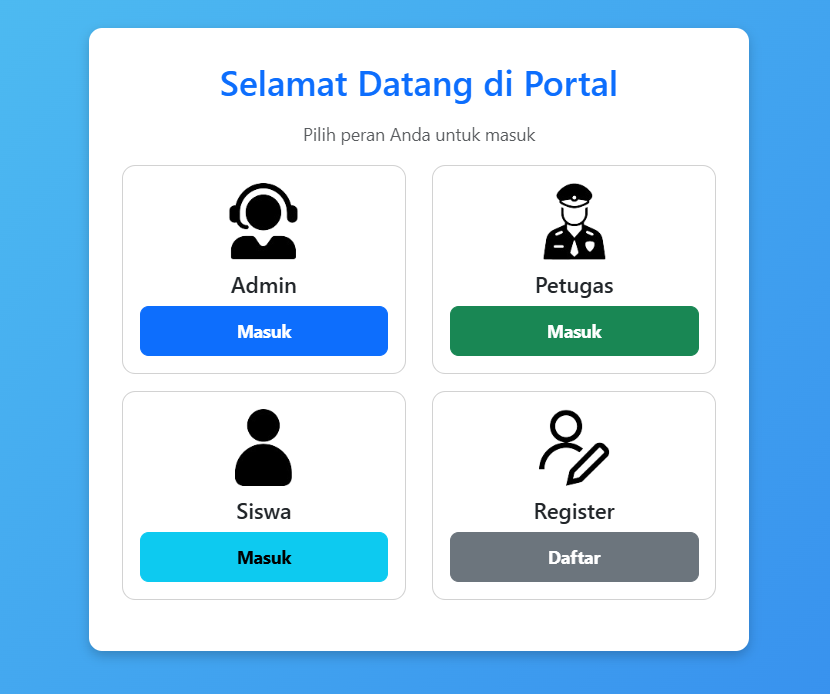 Selamat Datang di Portal
Pilih peran Anda untuk masuk
Admin
Masuk
Petugas
Masuk
Siswa
Masuk
Register
Daftar